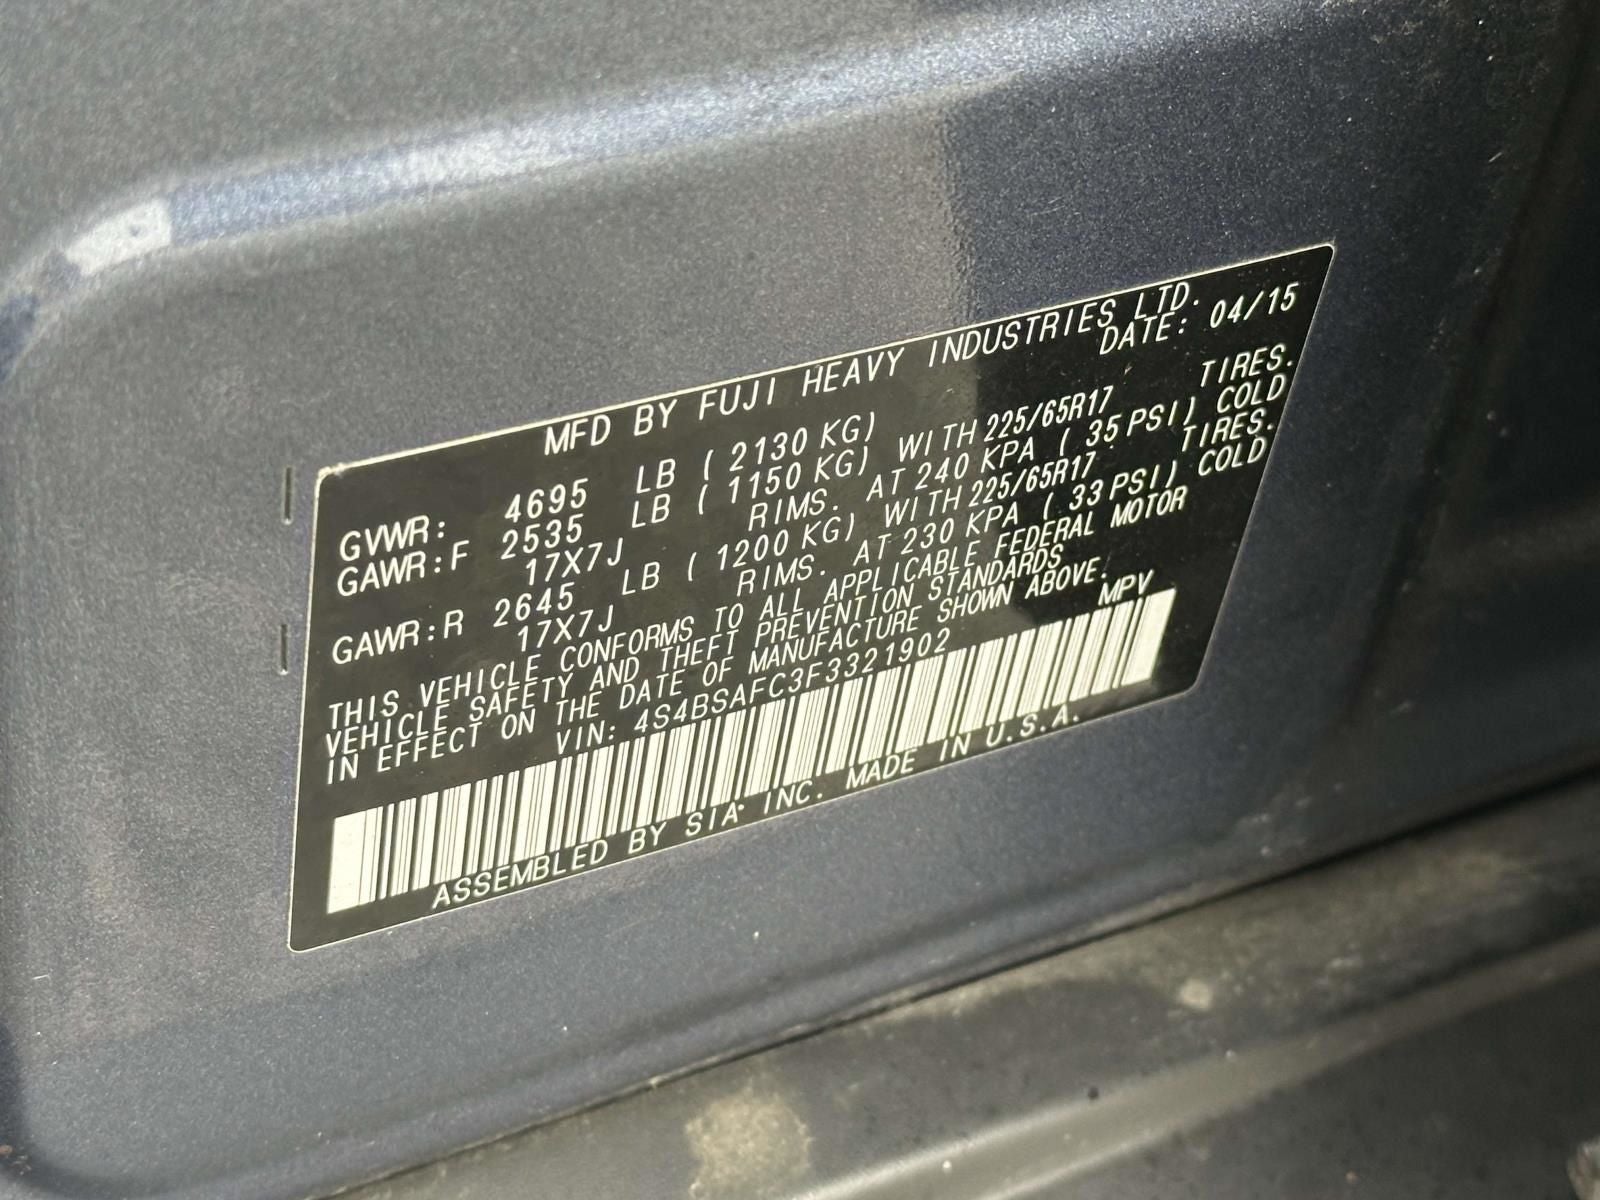 MFD BY FUJI HEAVY INDUSTRIES LTD.
DATE: 04/15
GVWR: 4695 LB ( 2130 KG)
GAWR:F 2535 LB ( 1150 KG) WITH 225/65R17 TIRES.
17X7J RIMS. AT 240 KPA ( 35 PSI) COLD
GAWR:R 2645 LB ( 1200 KG) WITH 225/65R17 TIRES.
17X7J RIMS. AT 230 KPA ( 33 PSI) COLD
THIS VEHICLE CONFORMS TO ALL APPLICABLE FEDERAL MOTOR
VEHICLE SAFETY AND THEFT PREVENTION STANDARDS
IN EFFECT ON THE DATE OF MANUFACTURE SHOWN ABOVE.
VIN: 4S4BSAFC3F3321902 MPV
ASSEMBLED BY SIA INC. MADE IN U.S.A.